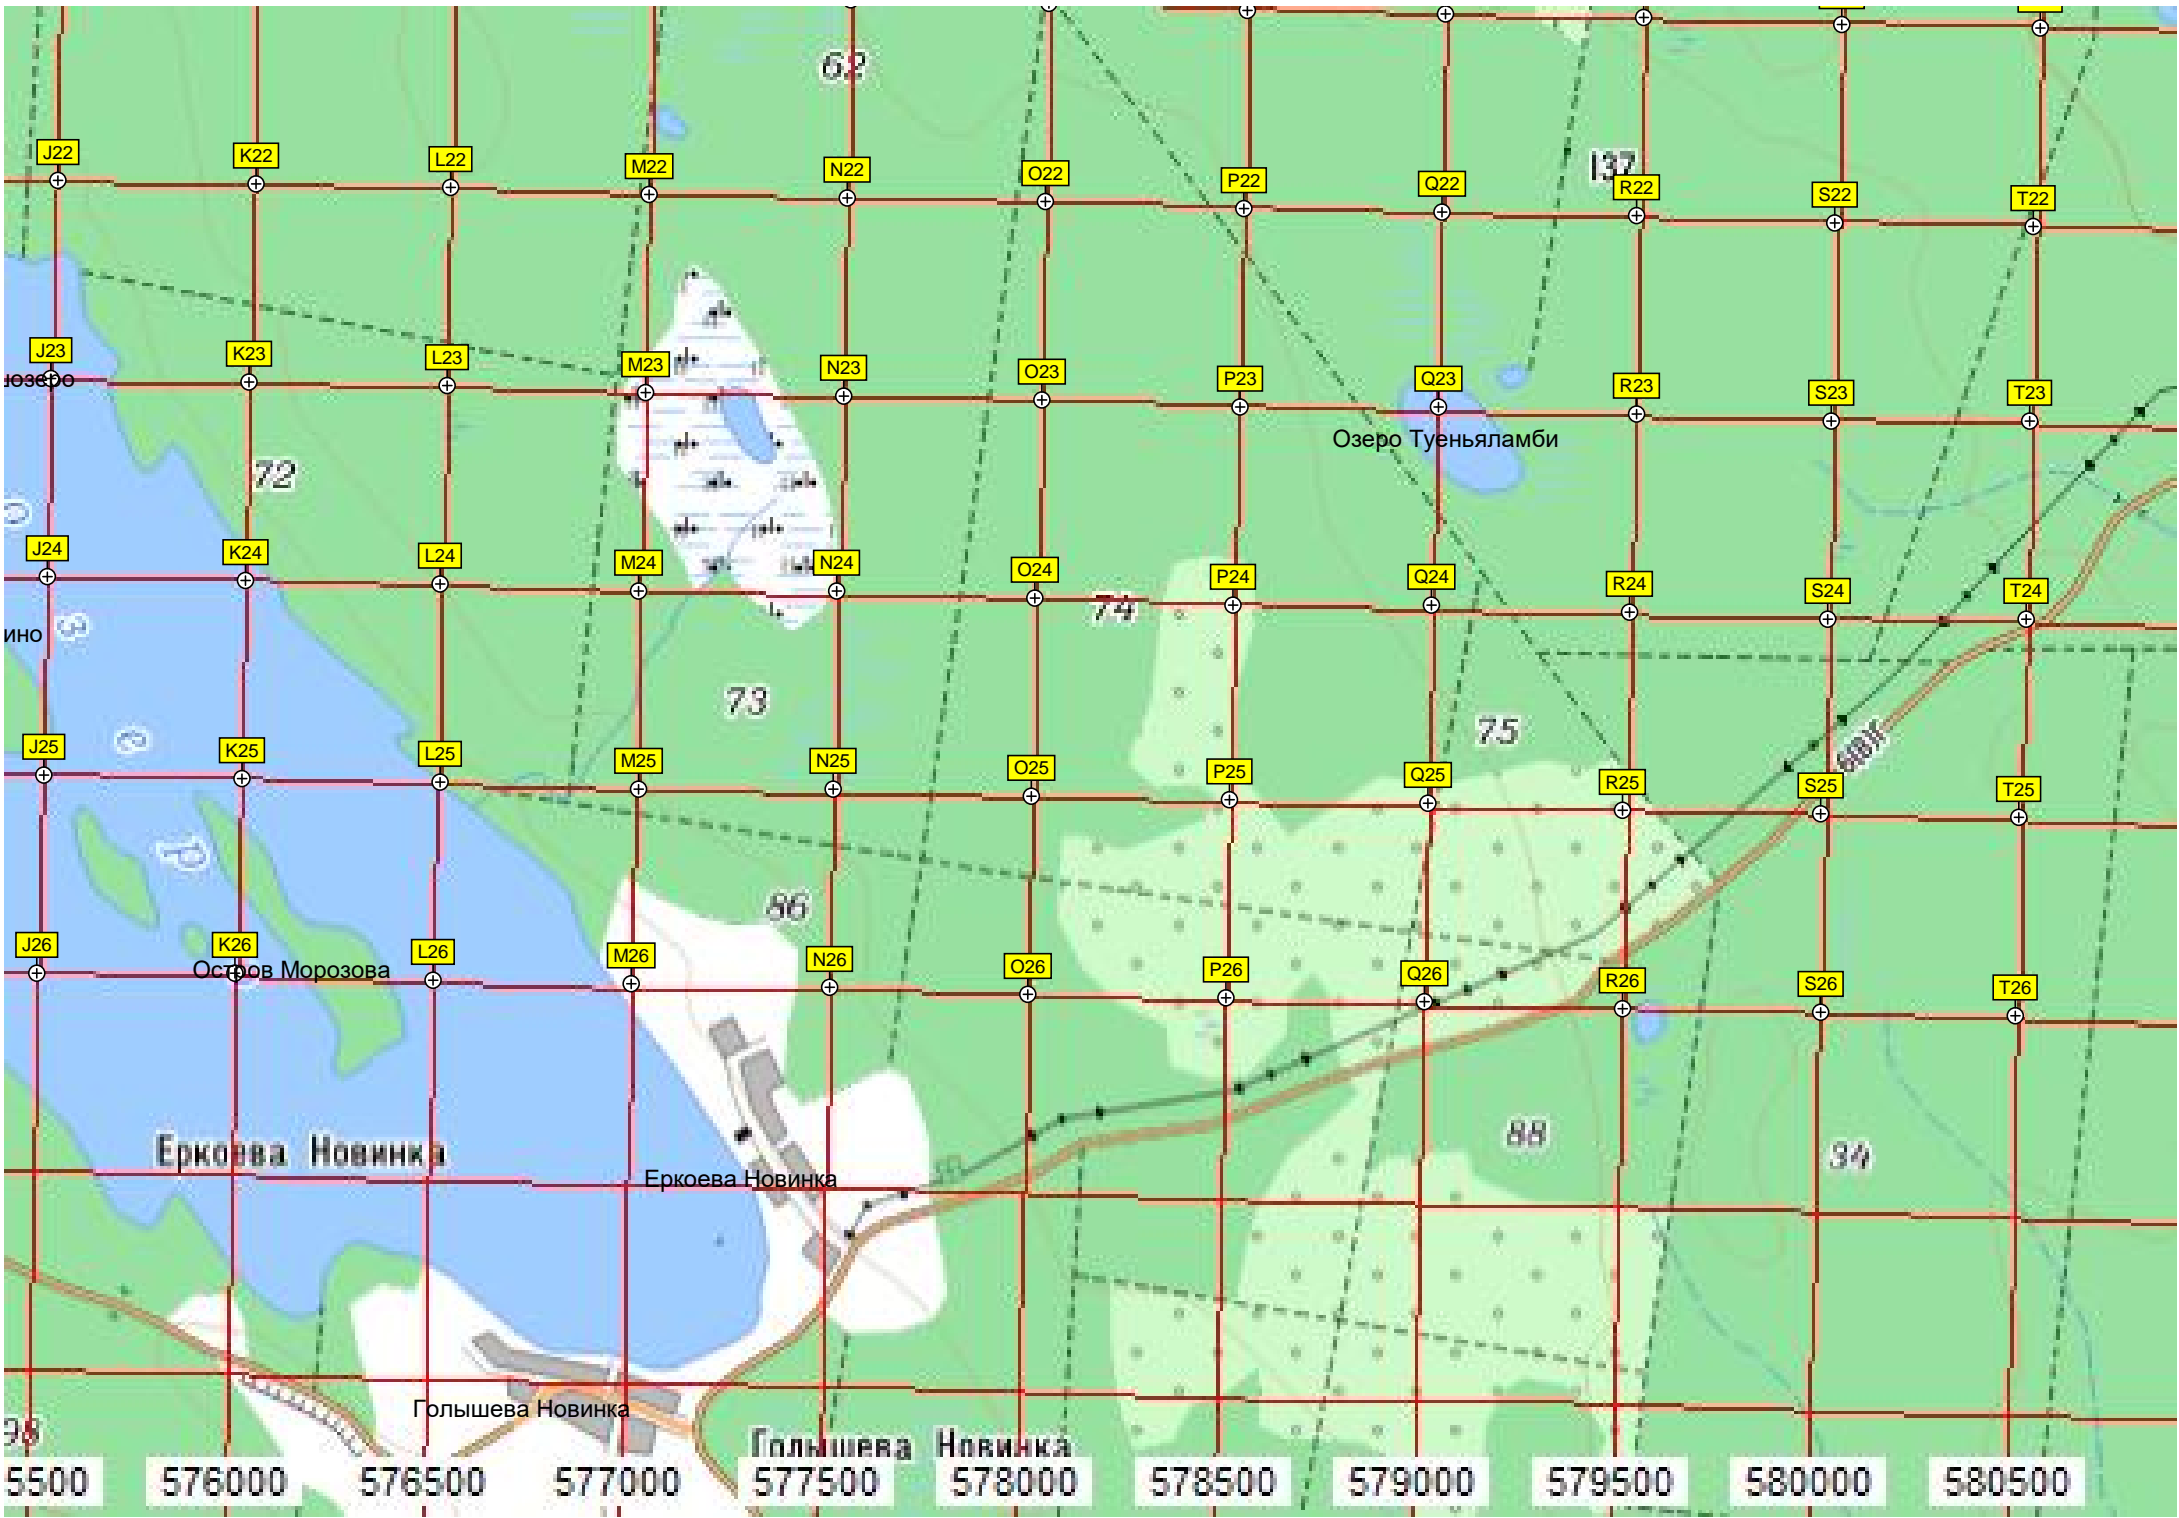 62
137
J22 K22 L22 M22 N22 O22 P22 Q22 R22 S22 T22
J23 K23 L23 M23 N23 O23 P23 Q23 R23 S23 T23
юзеро
Озеро Туеньяламби
72
J24 K24 L24 M24 N24 O24 P24 Q24 R24 S24 T24
74
ино
73
75
J25 K25 L25 M25 N25 O25 P25 Q25 R25 S25 T25
86
J26 K26 L26 M26 N26 O26 P26 Q26 R26 S26 T26
Остров Морозова
88
94
Еркоева Новинка
Еркоева Новинка
Голышева Новинка
98
Голышева Новинка
5500 576000 576500 577000 577500 578000 578500 579000 579500 580000 580500